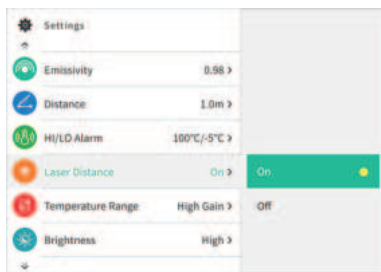 Settings
Emissivity 0.98 >
Distance 1.0m >
HI/LO Alarm 100°C/-5°C >
Laser Distance On > On
Temperature Range High Gain > Off
Brightness High >